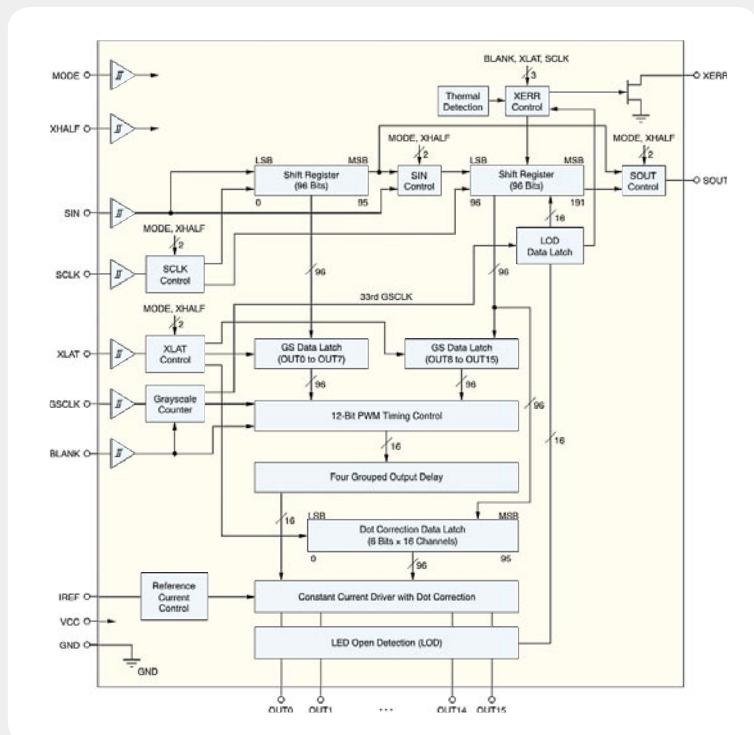 BLANK, XLAT, SCLK
MODE
3
XERR
Thermal
Detection
XERR
Control
XHALF
MODE, XHALF
2
MODE, XHALF
2
LSB
MSB
Shift Register
(96 Bits)
0
95
SIN
Control
LSB
MSB
Shift Register
(96 Bits)
96
191
SOUT
Control
SOUT
SIN
16
MODE, XHALF
2
LOD
Data Latch
SCLK
SCLK
Control
96
96
33rd GSCLK
MODE, XHALF
2
XLAT
XLAT
Control
GS Data Latch
(OUT0 to OUT7)
GS Data Latch
(OUT8 to OUT15)
96
96
GSCLK
Grayscale
Counter
12-Bit PWM Timing Control
96
BLANK
16
16
Four Grouped Output Delay
16
LSB
MSB
Dot Correction Data Latch
(6 Bits x 16 Channels)
0
95
96
IREF
Reference
Current
Control
Constant Current Driver with Dot Correction
VCC
GND
GND
LED Open Detection (LOD)
OUT0
OUT1
...
OUT14
OUT15